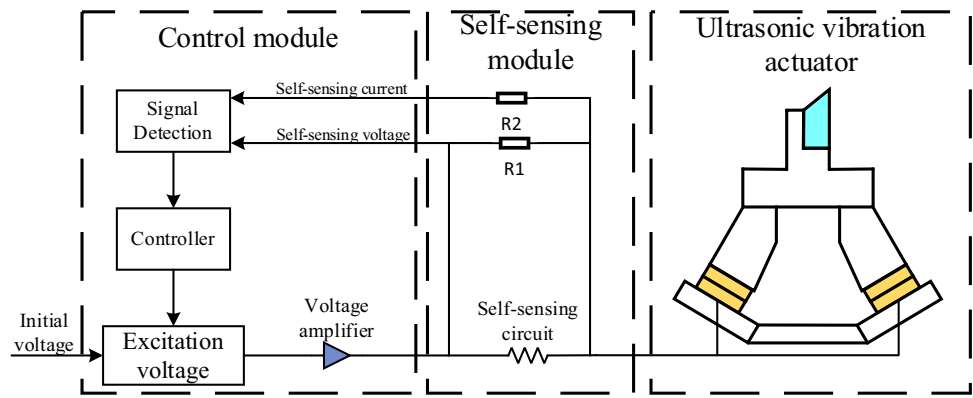 Control module
Self-sensing
module
Ultrasonic vibration
actuator
Self-sensing current
Signal
Detection
R2
Self-sensing voltage
R1
Controller
Initial
voltage
Excitation
voltage
Voltage
amplifier
Self-sensing
circuit